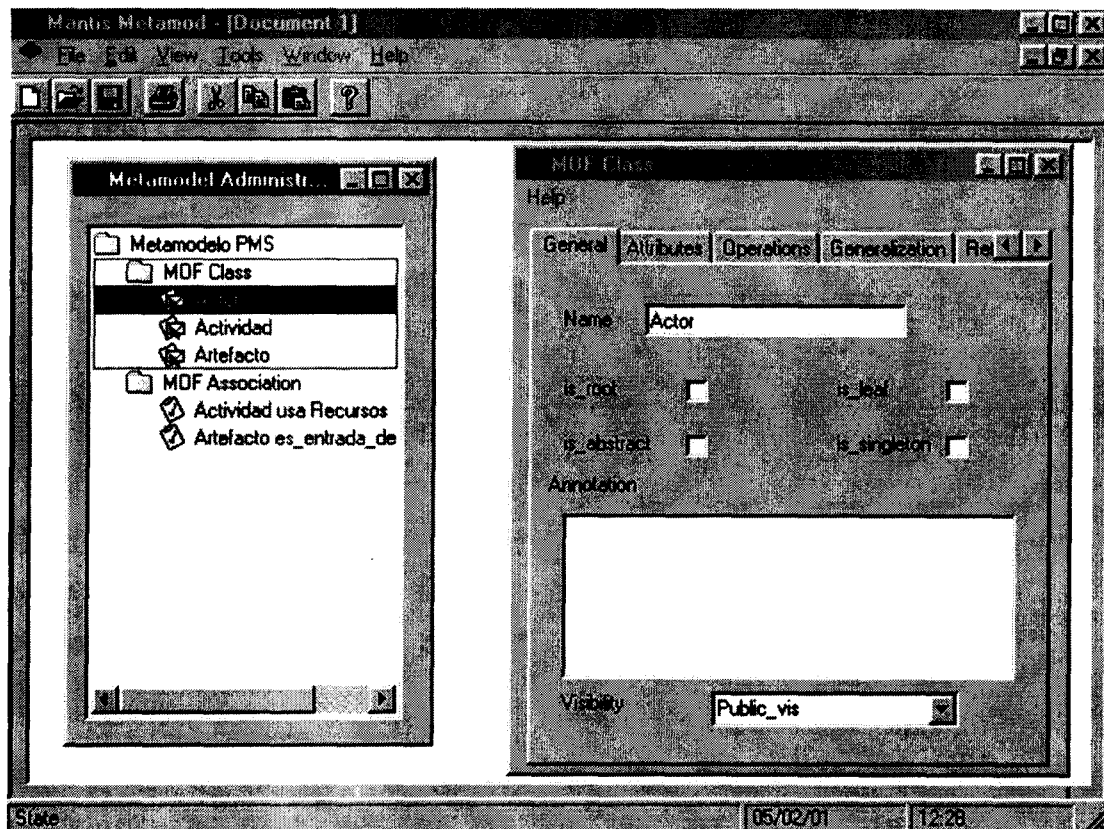 Mantis Metamod - [Document 1]
File Edit View Tools Window Help
Metamodel Administr...
Metamodelo PMS
MOF Class
Actividad
Artefacto
MOF Association
Actividad usa Recursos
Artefacto es_entrada_de
MOF Class
Help
General Attributes Operations Generalization Re
Name Actor
is_root is_leaf
is_abstract is_singleton
Annotation
Visibility Public_vis
State 05/02/01 12:28